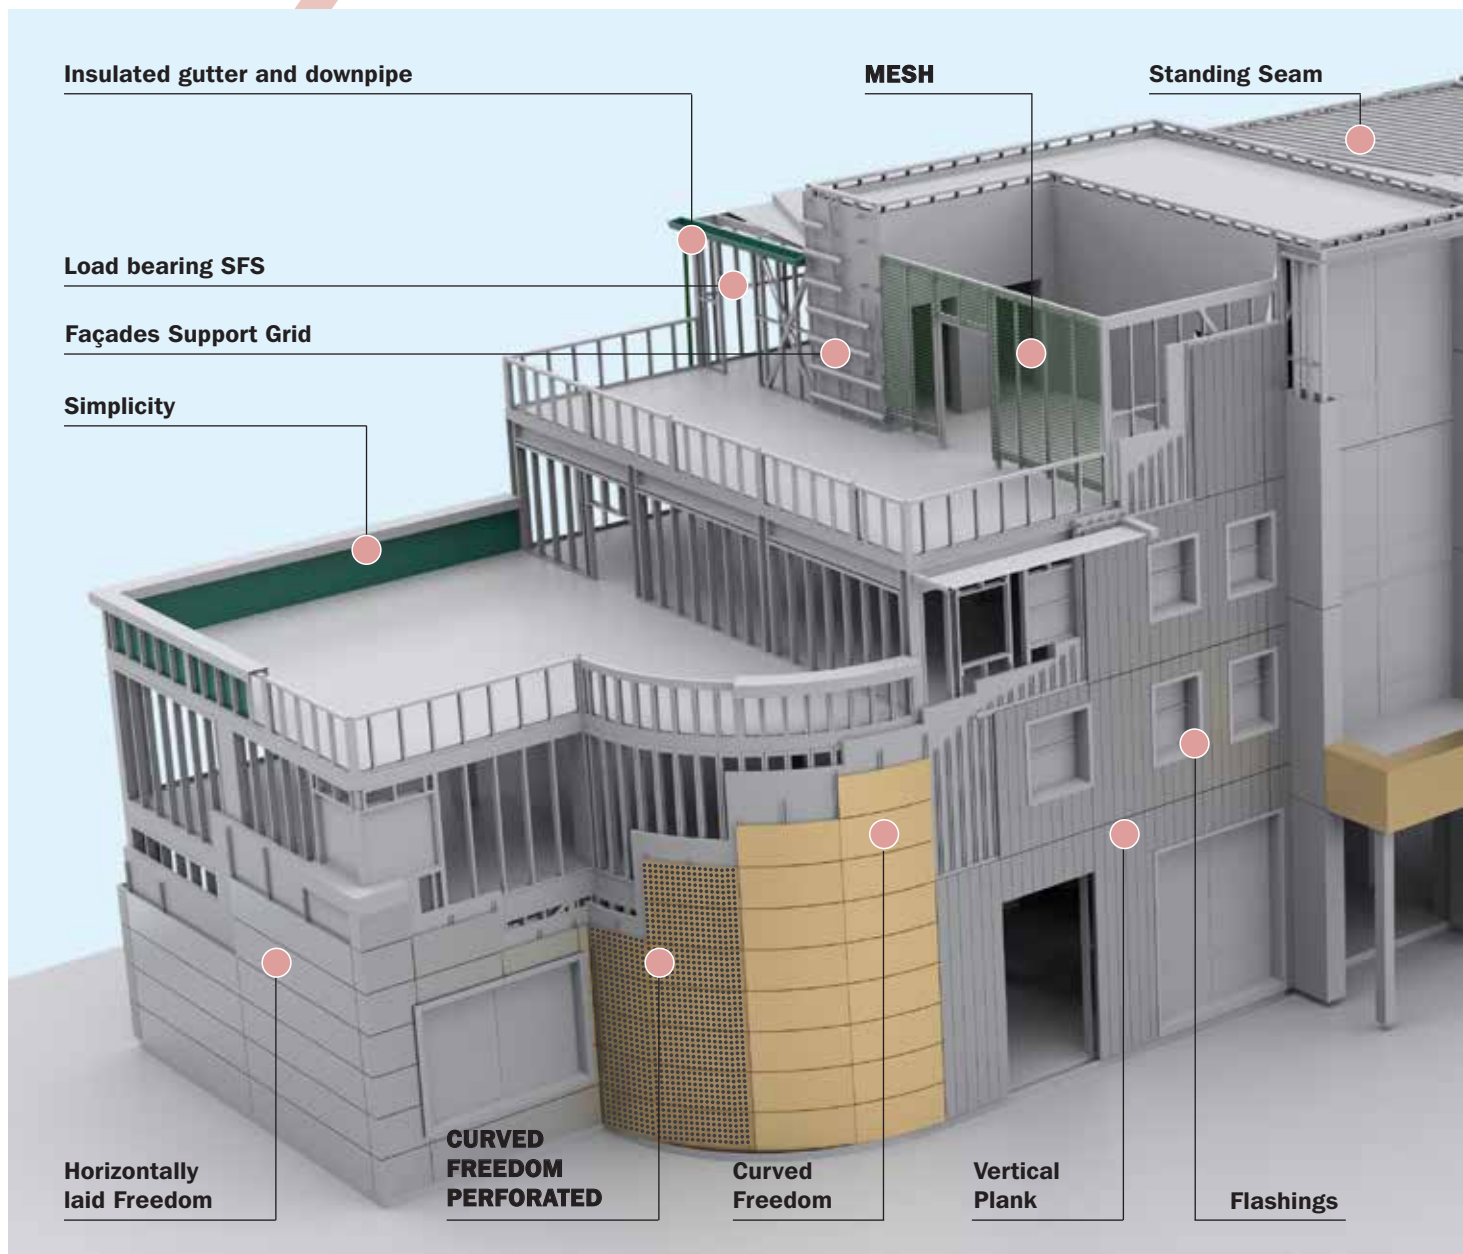 Insulated gutter and downpipe
MESH
Standing Seam
Load bearing SFS
Façades Support Grid
Simplicity
Horizontally
laid Freedom
CURVED
FREEDOM
PERFORATED
Curved
Freedom
Vertical
Plank
Flashings